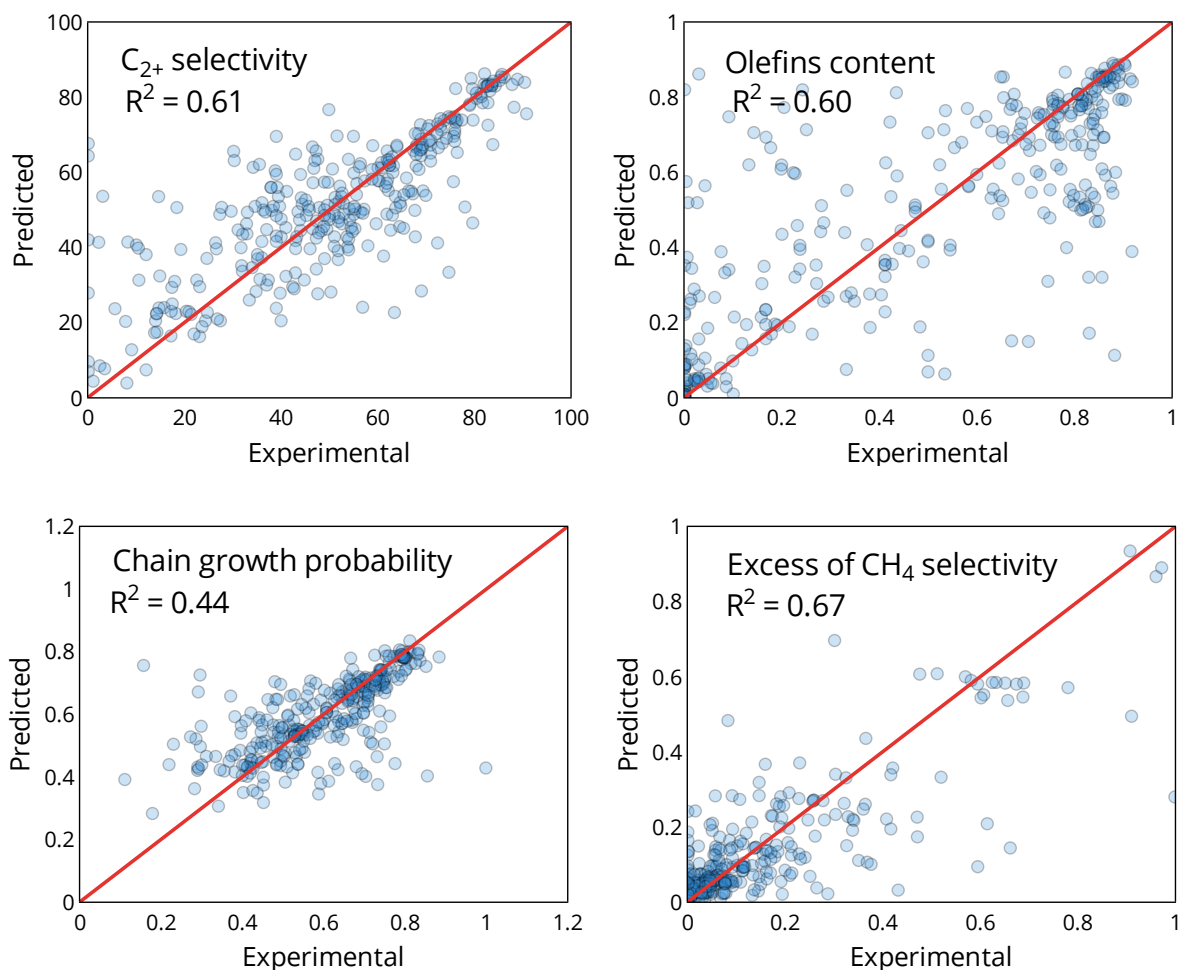 100
80
60
40
20
0
Predicted
C2+ selectivity
R2 = 0.61
0 20 40 60 80 100
Experimental
1
0.8
0.6
0.4
0.2
0
Predicted
Olefins content
R2 = 0.60
0 0.2 0.4 0.6 0.8 1
Experimental
1.2
1
0.8
0.6
0.4
0.2
0
Predicted
Chain growth probability
R2 = 0.44
0 0.2 0.4 0.6 0.8 1 1.2
Experimental
1
0.8
0.6
0.4
0.2
0
Predicted
Excess of CH4 selectivity
R2 = 0.67
0 0.2 0.4 0.6 0.8 1
Experimental